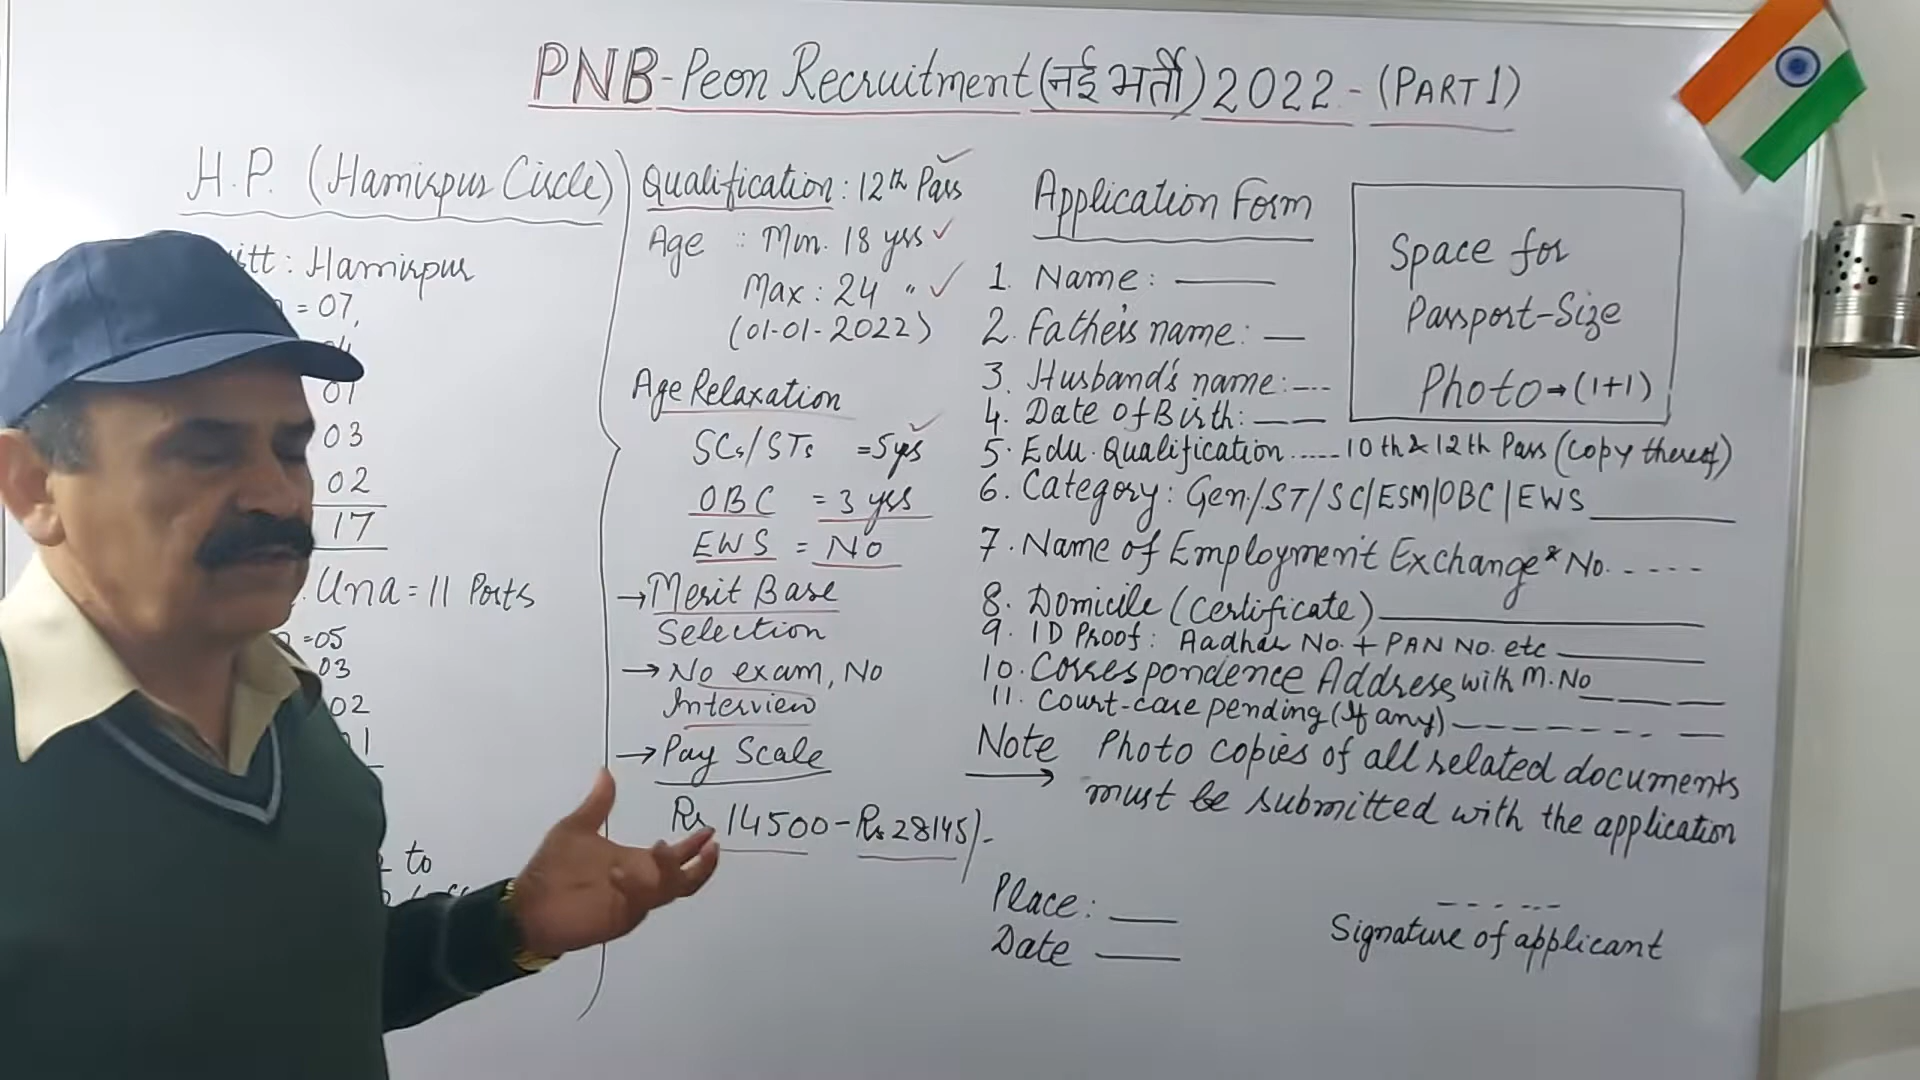 PNB-Peon Recruitment (नई भर्ती) 2022 - (PART 1)
H.P. (Hamirpur Circle)
: Hamirpur
= 07,
03
02
17
Una = 11 Posts
=05
03
02
to
Qualification : 12th Pass
Age : Min. 18 yrs
Max : 24 "
(01-01-2022)
Age Relaxation
SCs/STs = 5 yrs
OBC = 3 yrs
EWS = No
→ Merit Base
Selection
→ No exam, No
Interview
→ Pay Scale
Rs 14500 - Rs 28145/-
Application Form
1. Name :
2. Father's name :
3. Husband's name :---
4. Date of Birth :
5. Edu. Qualification ..... 10th & 12th Pass (Copy thereof)
6. Category : Gen/ST/SC/ESM/OBC/EWS
7. Name of Employment Exchange & No. - - - -
8. Domicile (Certificate)
9. ID Proof : Aadhar No. + PAN No. etc
10. Correspondence Address with M. No
11. Court-case pending (If any)
Note Photo copies of all related documents
→ must be submitted with the application
Place :
Date
Signature of applicant
Space for
Passport-Size
Photo → (1+1)